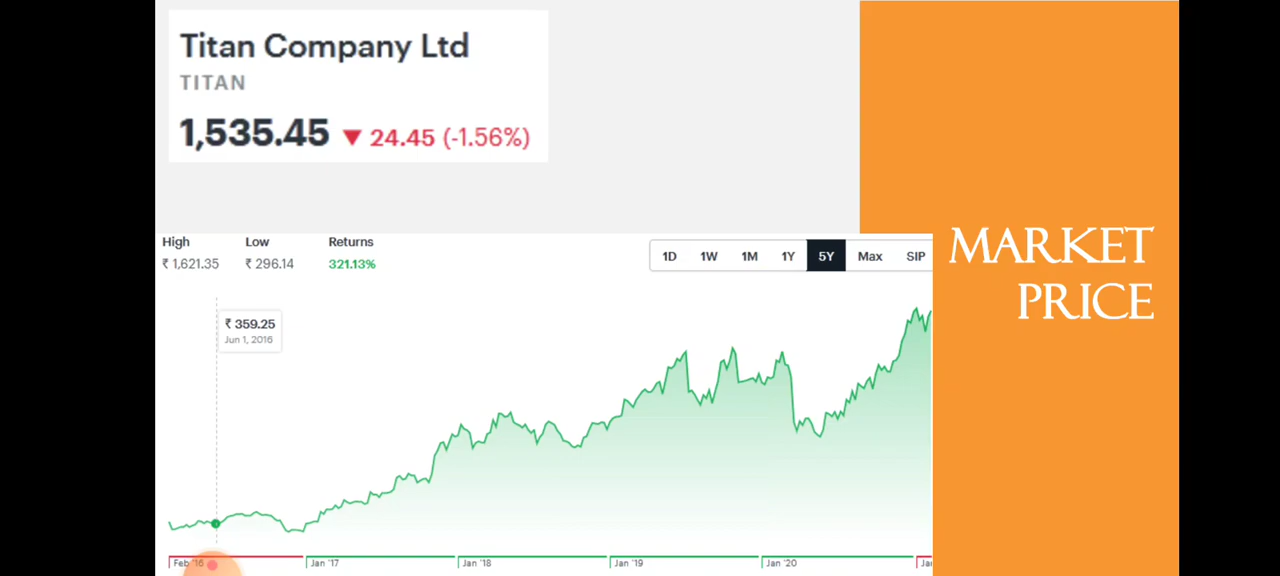 Titan Company Ltd
TITAN
1,535.45 ▼ 24.45 (-1.56%)
MARKET
PRICE
High Low Returns
₹ 1,621.35 ₹ 296.14 321.13%
1D 1W 1M 1Y 5Y Max SIP
₹ 359.25
Jun 1, 2016
Feb '16 Jan '17 Jan '18 Jan '19 Jan '20